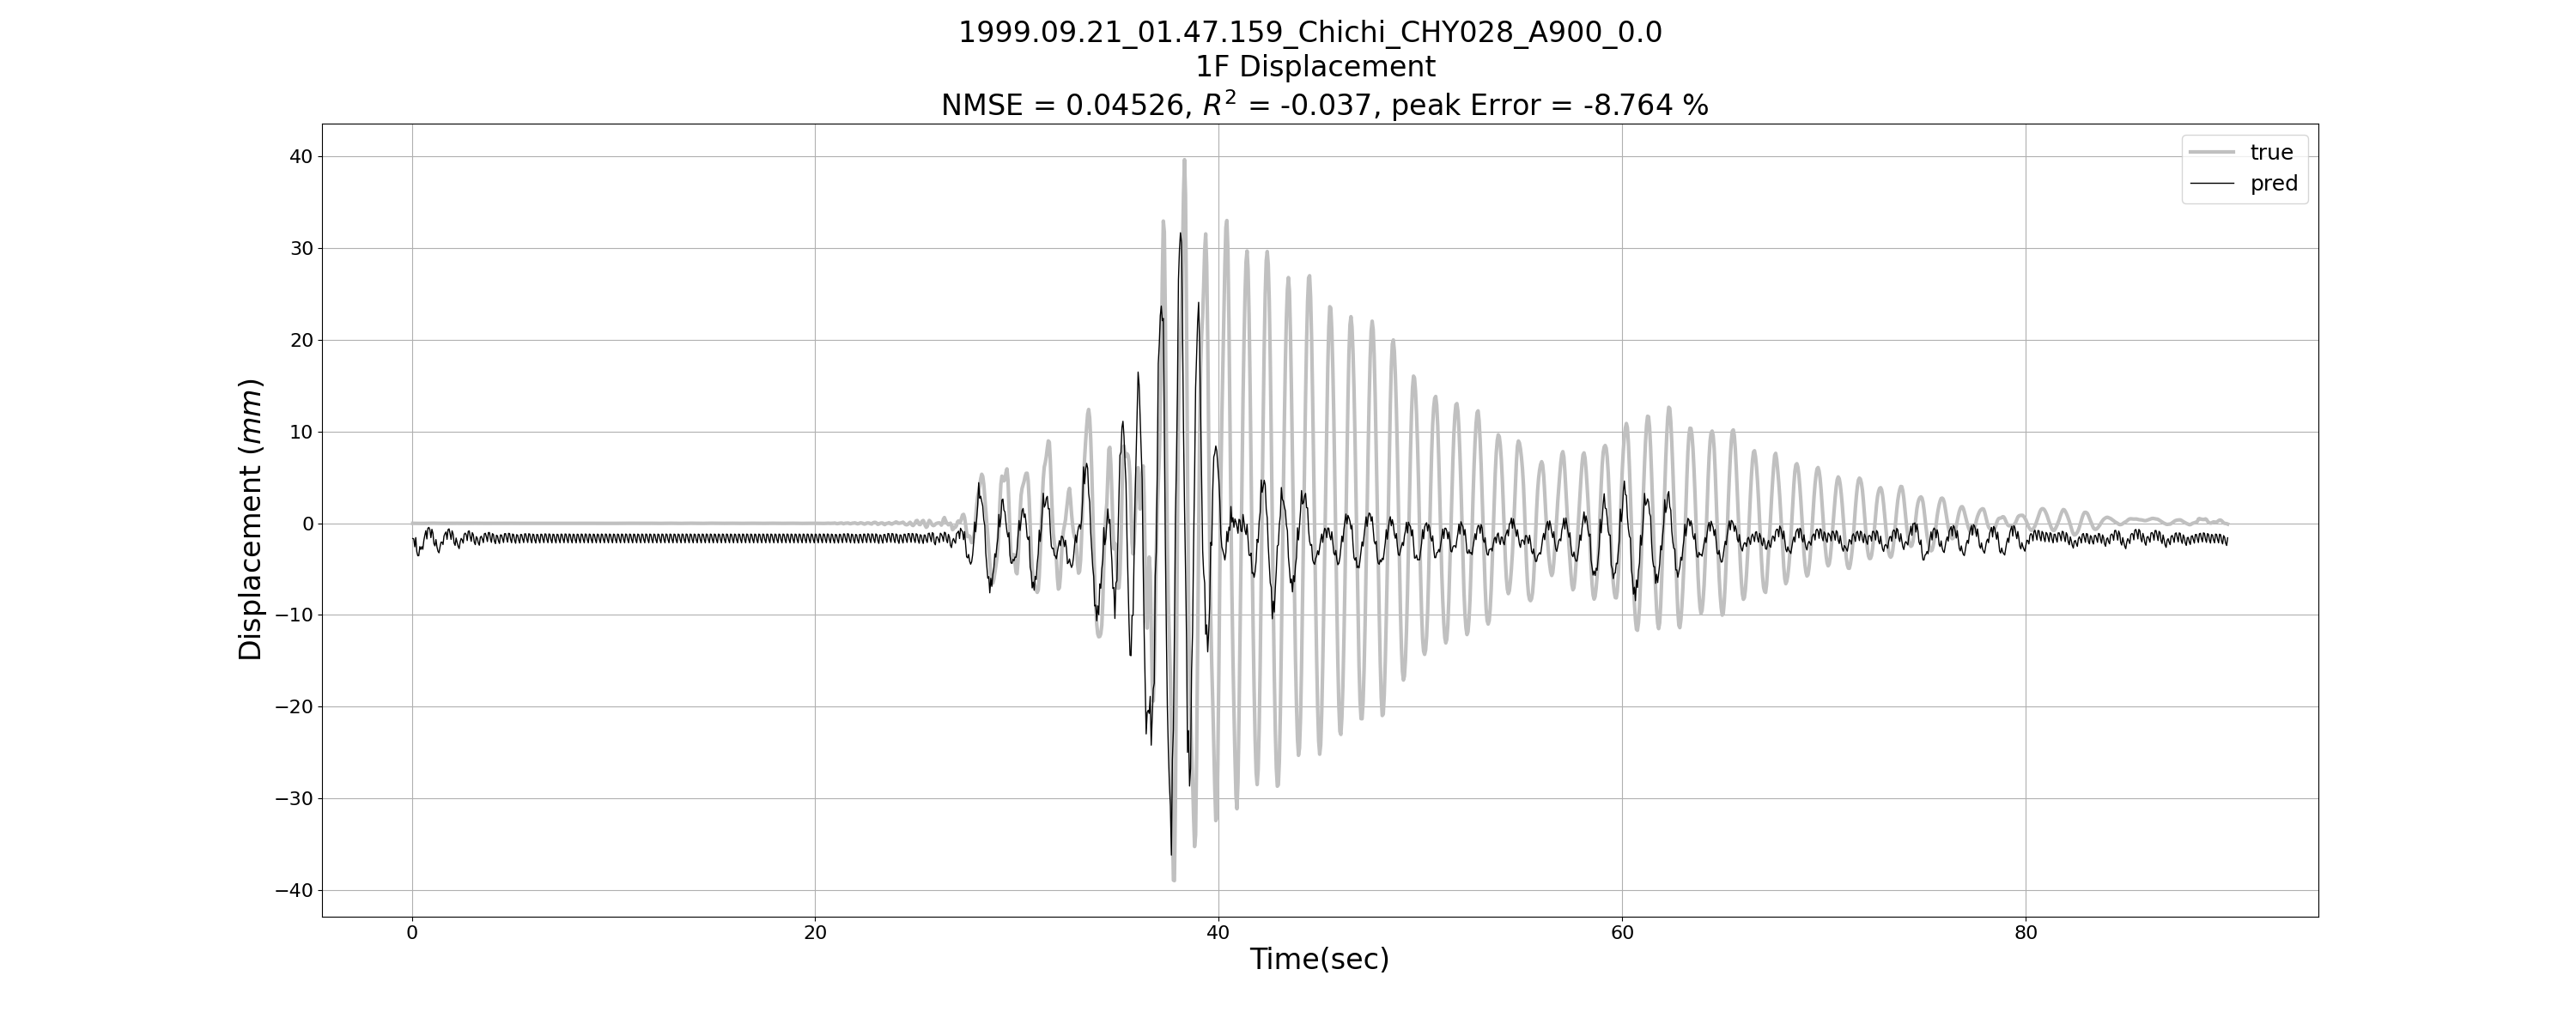 1999.09.21_01.47.159_Chichi_CHY028_A900_0.0
1F Displacement
NMSE = 0.04526, R² = -0.037, peak Error = -8.764 %
true
pred
Displacement (mm)
40
30
20
10
0
−10
−20
−30
−40
0 20 40 60 80
Time(sec)